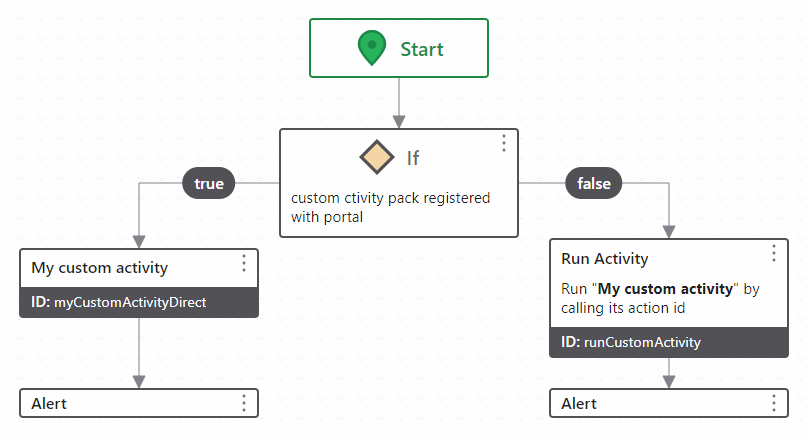 Start
If
custom ctivity pack registered
with portal
true
false
My custom activity
ID: myCustomActivityDirect
Run Activity
Run "My custom activity" by
calling its action id
ID: runCustomActivity
Alert
Alert